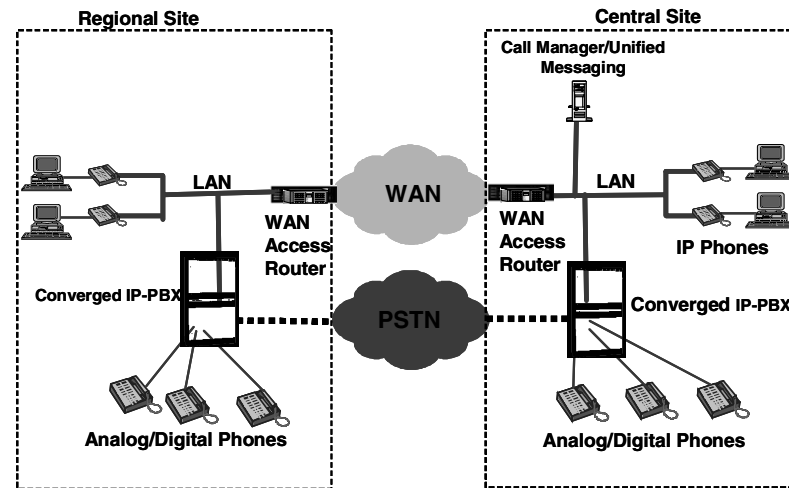 Regional Site
Central Site
Call Manager/Unified
Messaging
LAN
WAN
LAN
WAN
Access
Router
WAN
Access
Router
IP Phones
Converged IP-PBX
PSTN
Converged IP-PBX
Analog/Digital Phones
Analog/Digital Phones